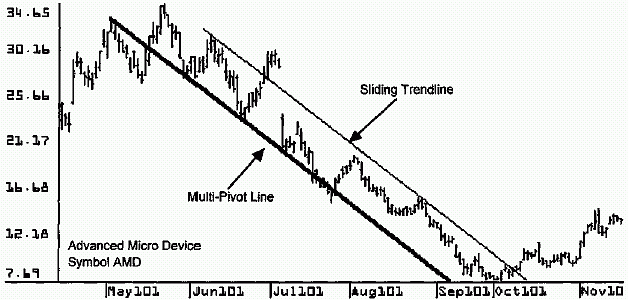 34.65
30.16
25.66
Sliding Trendline
21.17
16.68
Multi-Pivot Line
12.18
Advanced Micro Device
Symbol AMD
7.69
May101 Jun101 Jul101 Aug101 Sep101 Oct101 Nov10